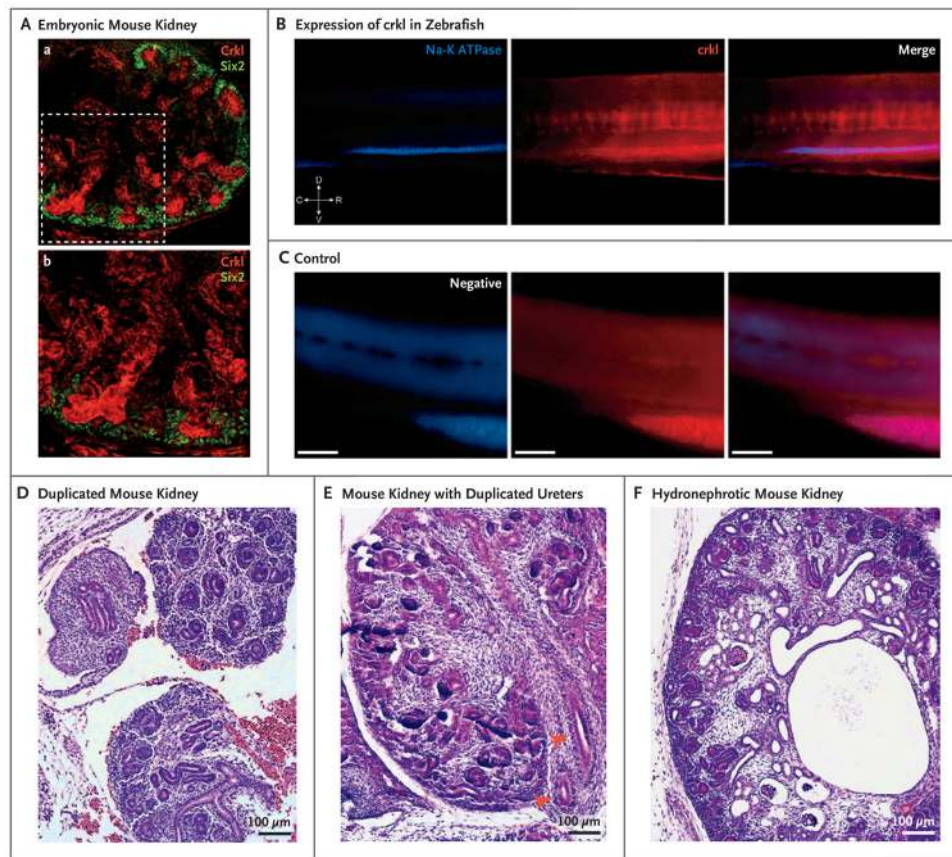 A Embryonic Mouse Kidney
a
Crkl
Six2
b
Crkl
Six2
B Expression of crkl in Zebrafish
Na-K ATPase
crkl
Merge
D
C R
V
C Control
Negative
D Duplicated Mouse Kidney
100 µm
E Mouse Kidney with Duplicated Ureters
100 µm
F Hydronephrotic Mouse Kidney
100 µm